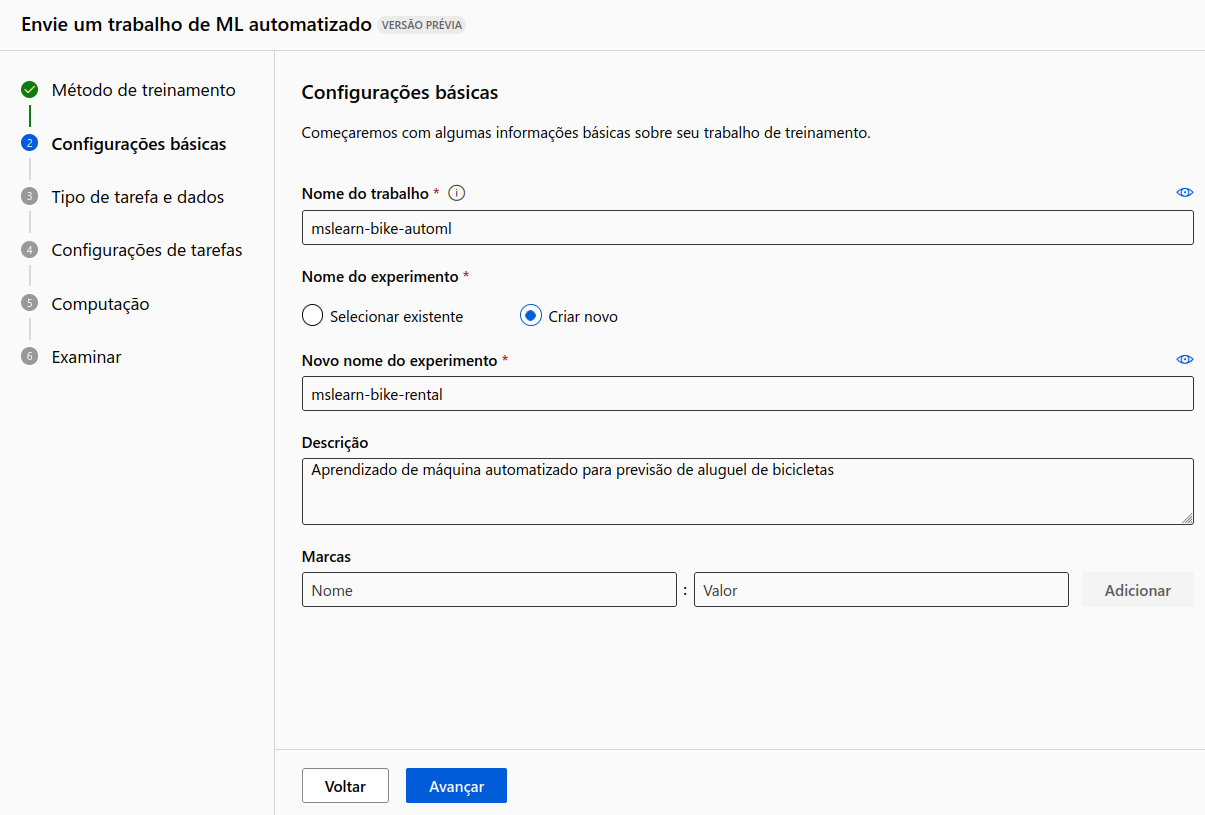 Envie um trabalho de ML automatizado VERSÃO PRÉVIA
Método de treinamento
2 Configurações básicas
3 Tipo de tarefa e dados
4 Configurações de tarefas
5 Computação
6 Examinar
Configurações básicas
Começaremos com algumas informações básicas sobre seu trabalho de treinamento.
Nome do trabalho * i
mslearn-bike-automl
Nome do experimento *
Selecionar existente Criar novo
Novo nome do experimento *
mslearn-bike-rental
Descrição
Aprendizado de máquina automatizado para previsão de aluguel de bicicletas
Marcas
Nome : Valor Adicionar
Voltar Avançar